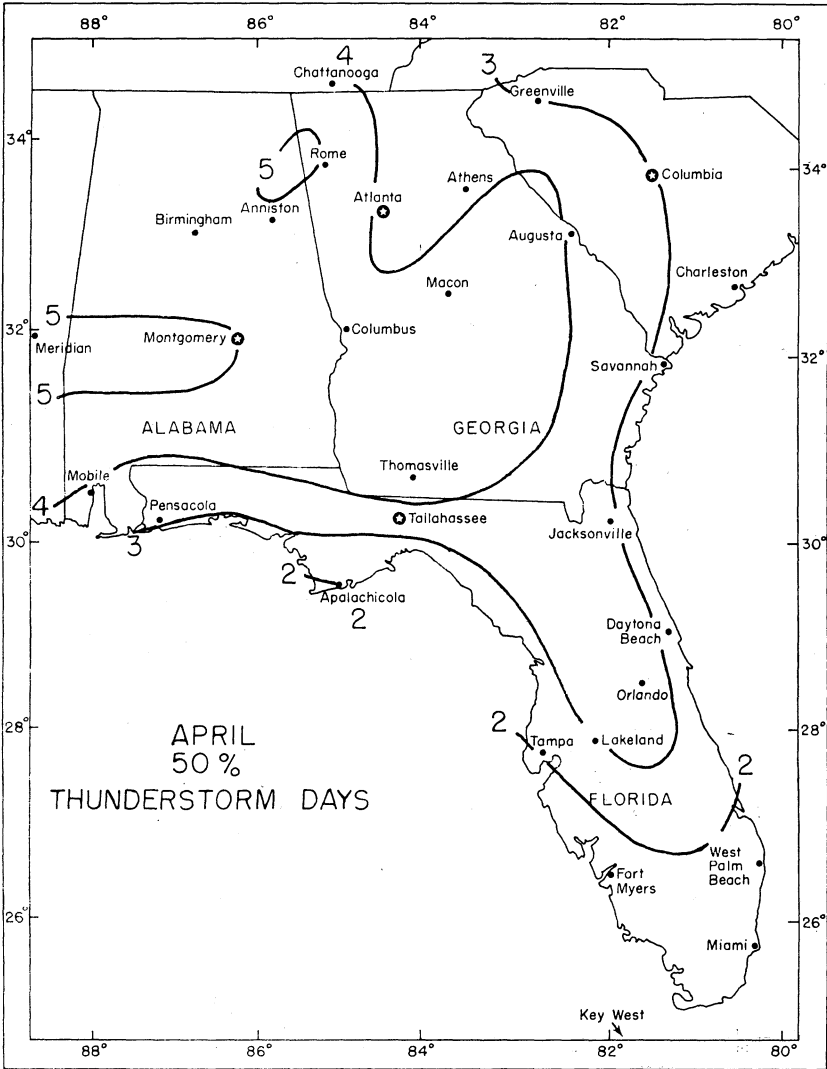 88°
86°
84°
82°
80°
4
Chattanooga
3
Greenville
34°
34°
Rome
5
Athens
Columbia
Atlanta
Anniston
Birmingham
Augusta
Charleston
Macon
32°
5
Columbus
32°
Meridian
Montgomery
Savannah
5
ALABAMA
GEORGIA
Thomasville
Mobile
4
Pensacola
Tallahassee
Jacksonville
30°
3
30°
2
Apalachicola
2
Daytona
Beach
Orlando
28°
2
28°
APRIL
50%
THUNDERSTORM DAYS
Tampa
Lakeland
2
FLORIDA
West
Palm
Beach
Fort
Myers
26°
26°
Miami
Key West
88°
86°
84°
82°
80°